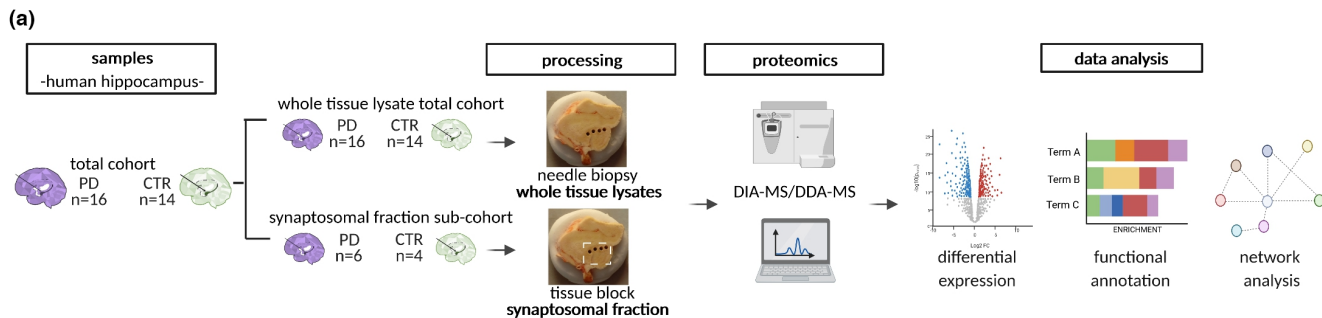 (a)
samples
-human hippocampus-
total cohort
PD CTR
n=16 n=14
whole tissue lysate total cohort
PD CTR
n=16 n=14
synaptosomal fraction sub-cohort
PD CTR
n=6 n=4
processing
needle biopsy
whole tissue lysates
tissue block
synaptosomal fraction
proteomics
DIA-MS/DDA-MS
data analysis
Log2 FC
differential
expression
Term A
Term B
Term C
ENRICHMENT
functional
annotation
network
analysis